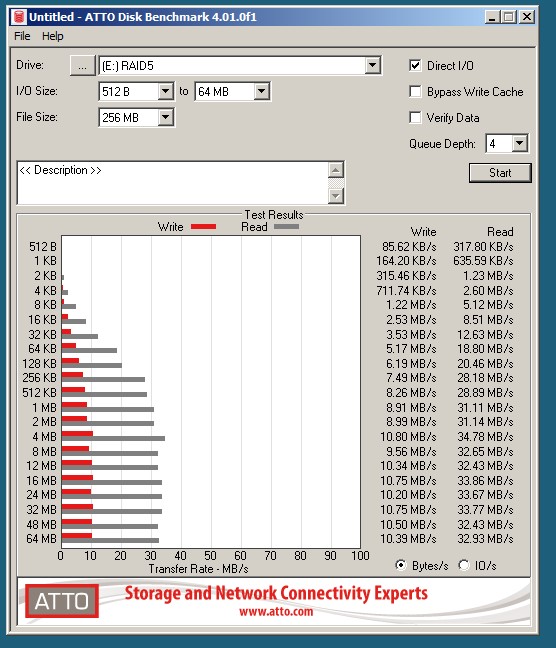 Untitled - ATTO Disk Benchmark 4.01.0f1
File Help
Drive: ... (E:) RAID5
Direct I/O
I/O Size: 512 B to 64 MB
Bypass Write Cache
File Size: 256 MB
Verify Data
Queue Depth: 4
<< Description >>
Start
Test Results
Write Read
Write Read
512 B 85.62 KB/s 317.80 KB/s
1 KB 164.20 KB/s 635.59 KB/s
2 KB 315.46 KB/s 1.23 MB/s
4 KB 711.74 KB/s 2.60 MB/s
8 KB 1.22 MB/s 5.12 MB/s
16 KB 2.53 MB/s 8.51 MB/s
32 KB 3.53 MB/s 12.63 MB/s
64 KB 5.17 MB/s 18.80 MB/s
128 KB 6.19 MB/s 20.46 MB/s
256 KB 7.49 MB/s 28.18 MB/s
512 KB 8.26 MB/s 28.89 MB/s
1 MB 8.91 MB/s 31.11 MB/s
2 MB 8.99 MB/s 31.14 MB/s
4 MB 10.80 MB/s 34.78 MB/s
8 MB 9.56 MB/s 32.65 MB/s
12 MB 10.34 MB/s 32.43 MB/s
16 MB 10.75 MB/s 33.86 MB/s
24 MB 10.20 MB/s 33.67 MB/s
32 MB 10.75 MB/s 33.77 MB/s
48 MB 10.50 MB/s 32.43 MB/s
64 MB 10.39 MB/s 32.93 MB/s
0 10 20 30 40 50 60 70 80 90 100
Transfer Rate - MB/s
Bytes/s IO/s
ATTO
Storage and Network Connectivity Experts
www.atto.com